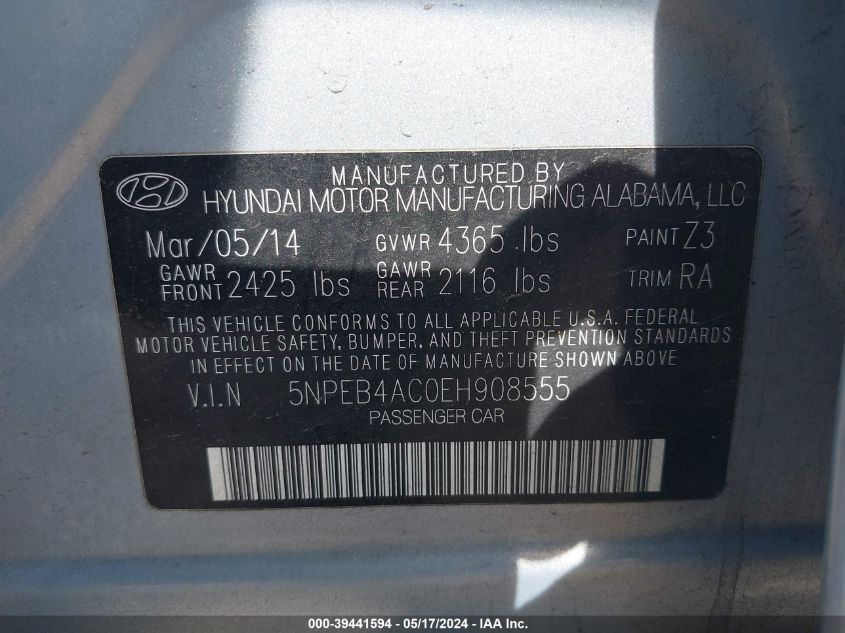 MANUFACTURED BY
HYUNDAI MOTOR MANUFACTURING ALABAMA, LLC
Mar/05/14 GVWR 4365 lbs PAINT Z3
GAWR FRONT 2425 lbs GAWR REAR 2116 lbs TRIM RA
THIS VEHICLE CONFORMS TO ALL APPLICABLE U.S.A. FEDERAL
MOTOR VEHICLE SAFETY, BUMPER, AND THEFT PREVENTION STANDARDS
IN EFFECT ON THE DATE OF MANUFACTURE SHOWN ABOVE
V.I.N 5NPEB4AC0EH908555
PASSENGER CAR
000-39441594 - 05/17/2024 - IAA Inc.